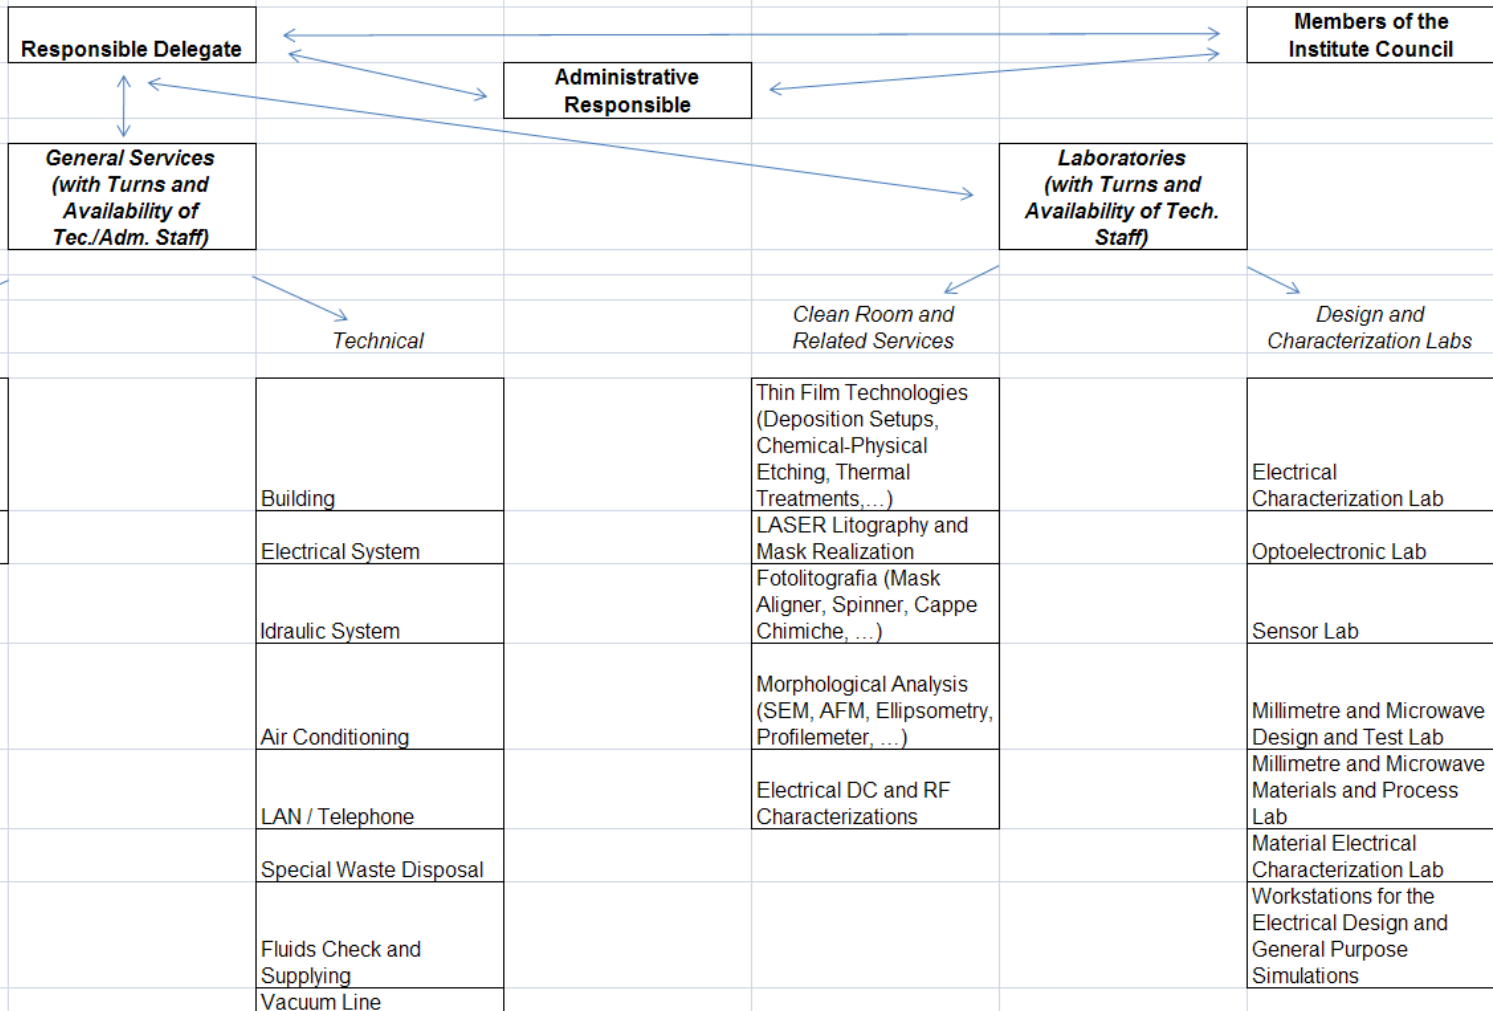 Responsible Delegate
Members of the
Institute Council
Administrative
Responsible
General Services
(with Turns and
Availability of
Tec./Adm. Staff)
Laboratories
(with Turns and
Availability of Tech.
Staff)
Technical
Clean Room and
Related Services
Design and
Characterization Labs
Building
Electrical System
Idraulic System
Air Conditioning
LAN / Telephone
Special Waste Disposal
Fluids Check and
Supplying
Vacuum Line
Thin Film Technologies
(Deposition Setups,
Chemical-Physical
Etching, Thermal
Treatments,...)
LASER Litography and
Mask Realization
Fotolitografia (Mask
Aligner, Spinner, Cappe
Chimiche, ...)
Morphological Analysis
(SEM, AFM, Ellipsometry,
Profilemeter, ...)
Electrical DC and RF
Characterizations
Electrical
Characterization Lab
Optoelectronic Lab
Sensor Lab
Millimetre and Microwave
Design and Test Lab
Millimetre and Microwave
Materials and Process
Lab
Material Electrical
Characterization Lab
Workstations for the
Electrical Design and
General Purpose
Simulations